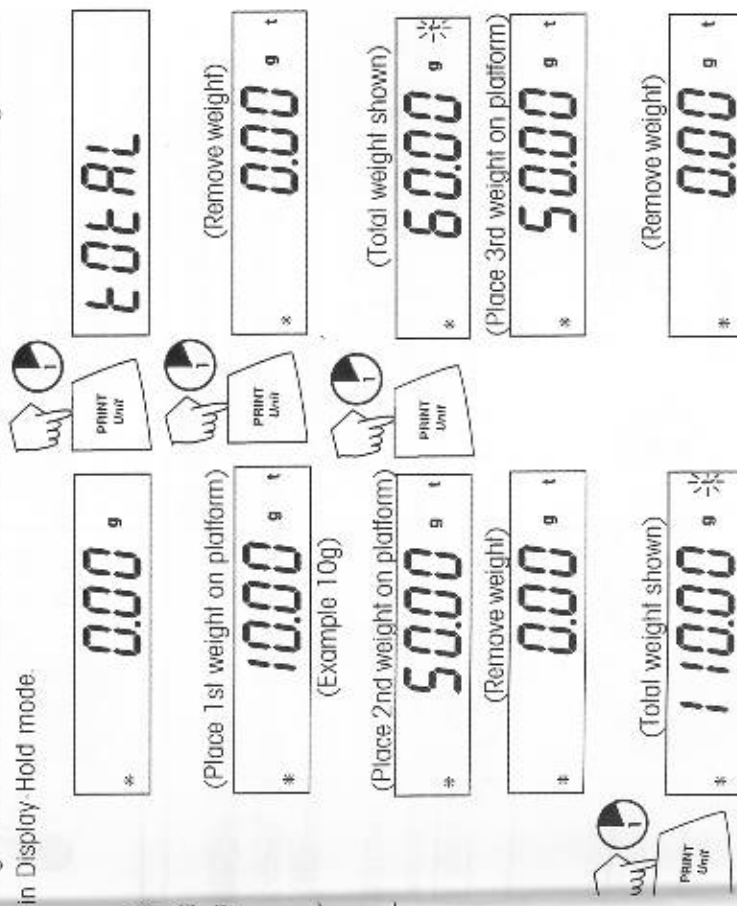 in Display-Hold mode.
* 0.00 g
PRINT
Unit
total
(Place 1st weight on platform)
* 10.00 g t
(Example 10g)
PRINT
Unit
(Remove weight)
* 0.00 g t
(Place 2nd weight on platform)
* 50.00 g t
PRINT
Unit
(Total weight shown)
* 60.00 g t
(Remove weight)
* 0.00 g t
(Place 3rd weight on platform)
* 50.00 g t
PRINT
Unit
(Total weight shown)
* 110.00 g
(Remove weight)
* 0.00 g t